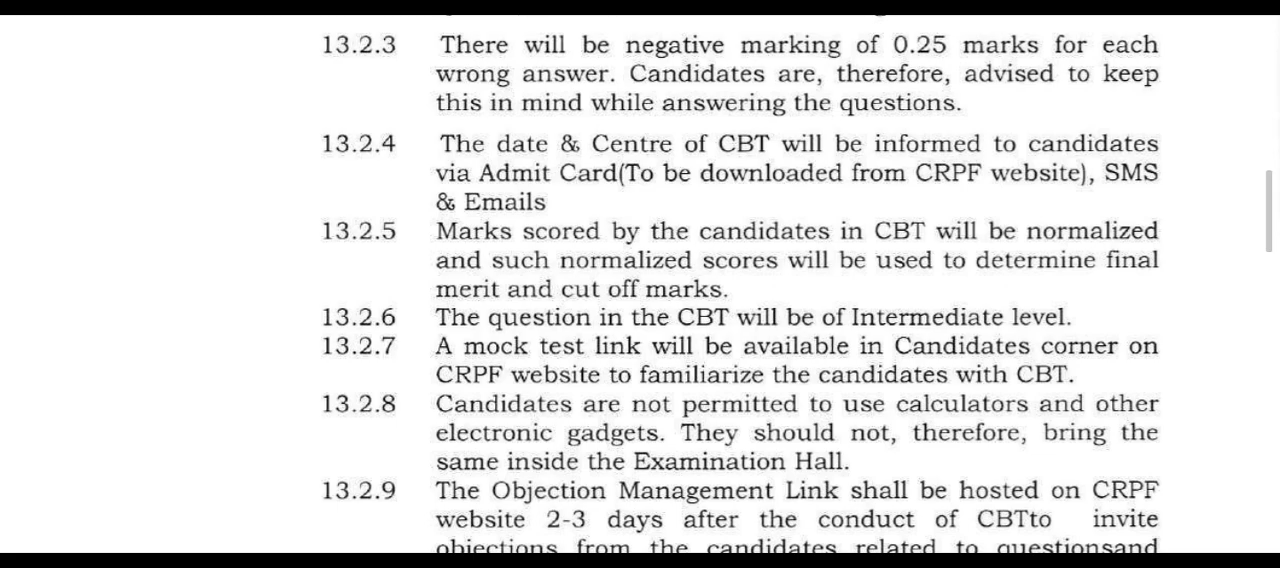 13.2.3 There will be negative marking of 0.25 marks for each
wrong answer. Candidates are, therefore, advised to keep
this in mind while answering the questions.
13.2.4 The date & Centre of CBT will be informed to candidates
via Admit Card(To be downloaded from CRPF website), SMS
& Emails
13.2.5 Marks scored by the candidates in CBT will be normalized
and such normalized scores will be used to determine final
merit and cut off marks.
13.2.6 The question in the CBT will be of Intermediate level.
13.2.7 A mock test link will be available in Candidates corner on
CRPF website to familiarize the candidates with CBT.
13.2.8 Candidates are not permitted to use calculators and other
electronic gadgets. They should not, therefore, bring the
same inside the Examination Hall.
13.2.9 The Objection Management Link shall be hosted on CRPF
website 2-3 days after the conduct of CBTto invite
objections from the candidates related to questionsand